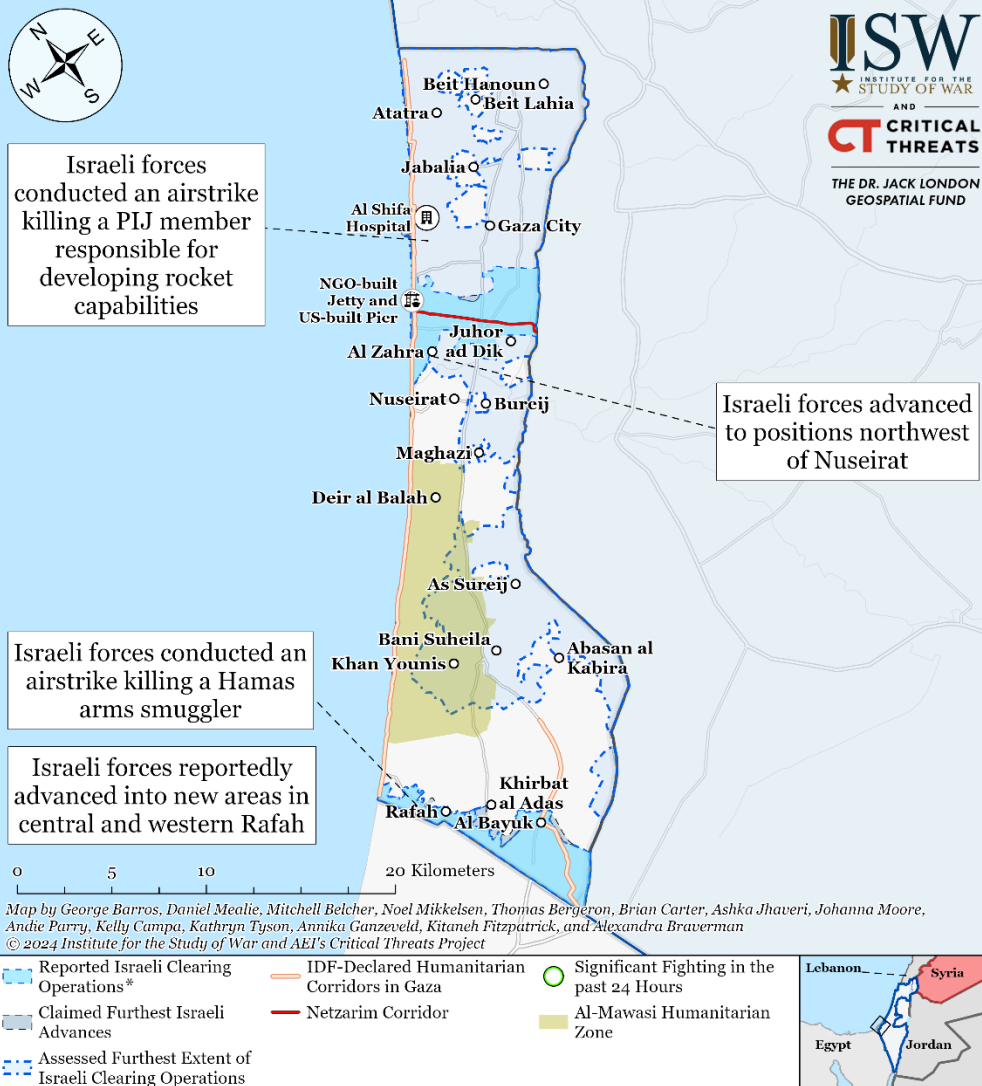 N
E
W
S
ISW
INSTITUTE FOR THE
STUDY OF WAR
AND
CT CRITICAL
THREATS
THE DR. JACK LONDON
GEOSPATIAL FUND
Israeli forces
conducted an airstrike
killing a PIJ member
responsible for
developing rocket
capabilities
Beit Hanoun
Beit Lahia
Atatra
Jabalia
Al Shifa
Hospital
Gaza City
NGO-built
Jetty and
US-built Pier
Juhor
ad Dik
Al Zahra
Nuseirat
Bureij
Maghazi
Deir al Balah
Israeli forces advanced
to positions northwest
of Nuseirat
As Sureij
Bani Suheila
Khan Younis
Abasan al
Kabira
Israeli forces conducted an
airstrike killing a Hamas
arms smuggler
Israeli forces reportedly
advanced into new areas in
central and western Rafah
Khirbat
al Adas
Rafah
Al Bayuk
0 5 10 20 Kilometers
Map by George Barros, Daniel Mealie, Mitchell Belcher, Noel Mikkelsen, Thomas Bergeron, Brian Carter, Ashka Jhaveri, Johanna Moore,
Andie Parry, Kelly Campa, Kathryn Tyson, Annika Ganzeveld, Kitaneh Fitzpatrick, and Alexandra Braverman
© 2024 Institute for the Study of War and AEI's Critical Threats Project
Reported Israeli Clearing
Operations*
Claimed Furthest Israeli
Advances
Assessed Furthest Extent of
Israeli Clearing Operations
IDF-Declared Humanitarian
Corridors in Gaza
Netzarim Corridor
Significant Fighting in the
past 24 Hours
Al-Mawasi Humanitarian
Zone
Lebanon
Syria
Egypt
Jordan